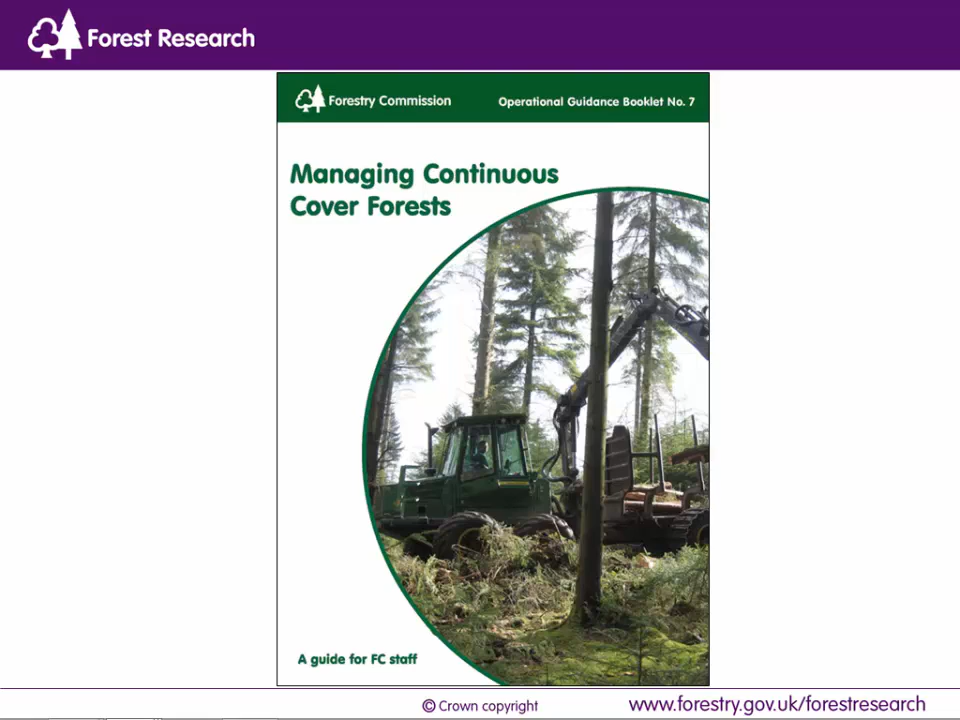 Forest Research
Forestry Commission
Operational Guidance Booklet No. 7
Managing Continuous
Cover Forests
A guide for FC staff
© Crown copyright
www.forestry.gov.uk/forestresearch